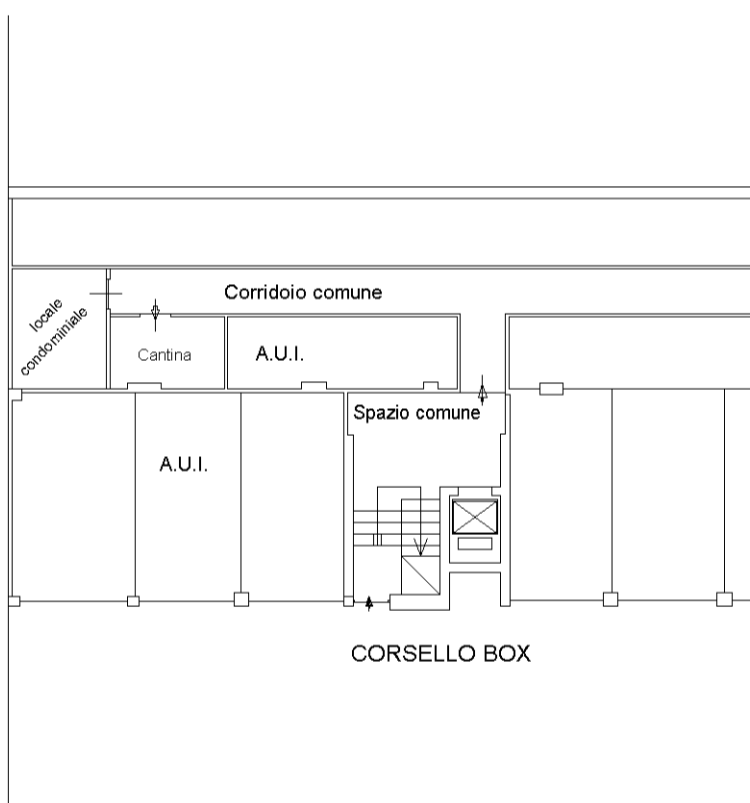 Corridoio comune
locale
condominiale
Cantina
A.U.I.
Spazio comune
A.U.I.
CORSELLO BOX